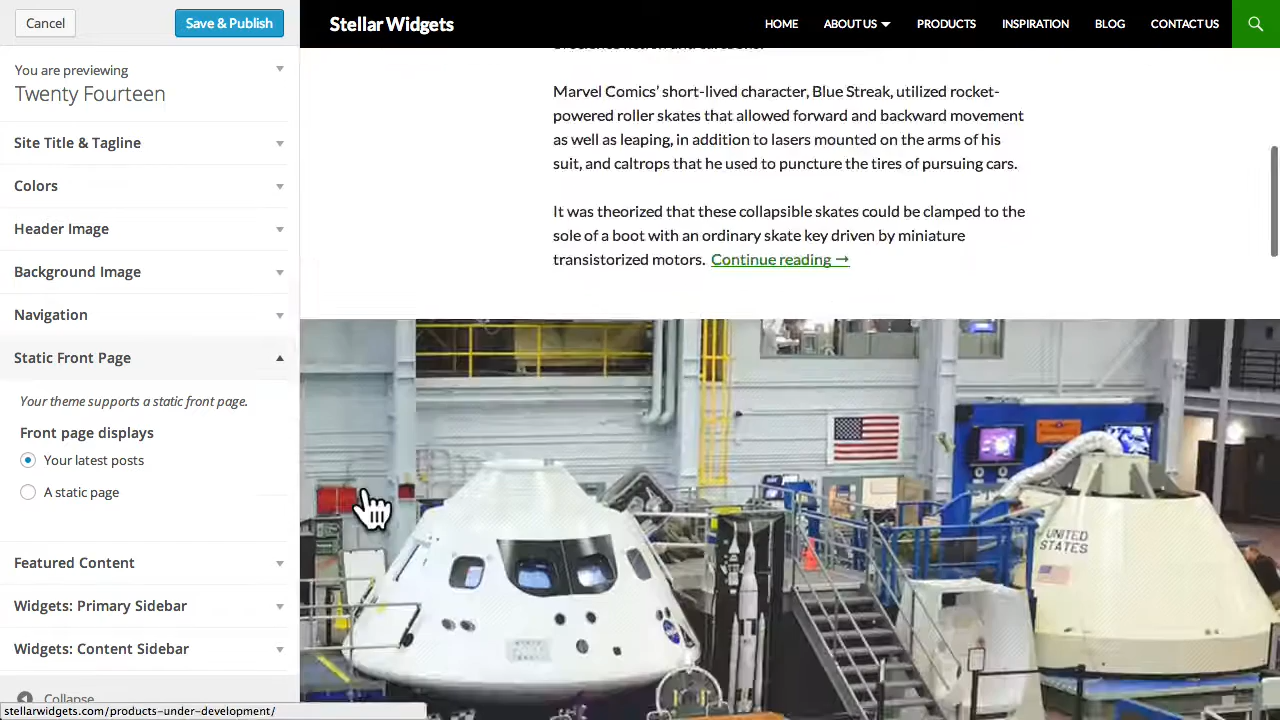 Cancel
Save & Publish
Stellar Widgets
HOME
ABOUT US
PRODUCTS
INSPIRATION
BLOG
CONTACT US
You are previewing
Twenty Fourteen
Site Title & Tagline
Colors
Header Image
Background Image
Navigation
Static Front Page
Your theme supports a static front page.
Front page displays
Your latest posts
A static page
Featured Content
Widgets: Primary Sidebar
Widgets: Content Sidebar
Collapse
stellarwidgets.com/products-under-development/
Marvel Comics’ short-lived character, Blue Streak, utilized rocket-
powered roller skates that allowed forward and backward movement
as well as leaping, in addition to lasers mounted on the arms of his
suit, and caltrops that he used to puncture the tires of pursuing cars.
It was theorized that these collapsible skates could be clamped to the
sole of a boot with an ordinary skate key driven by miniature
transistorized motors. Continue reading →
UNITED
STATES